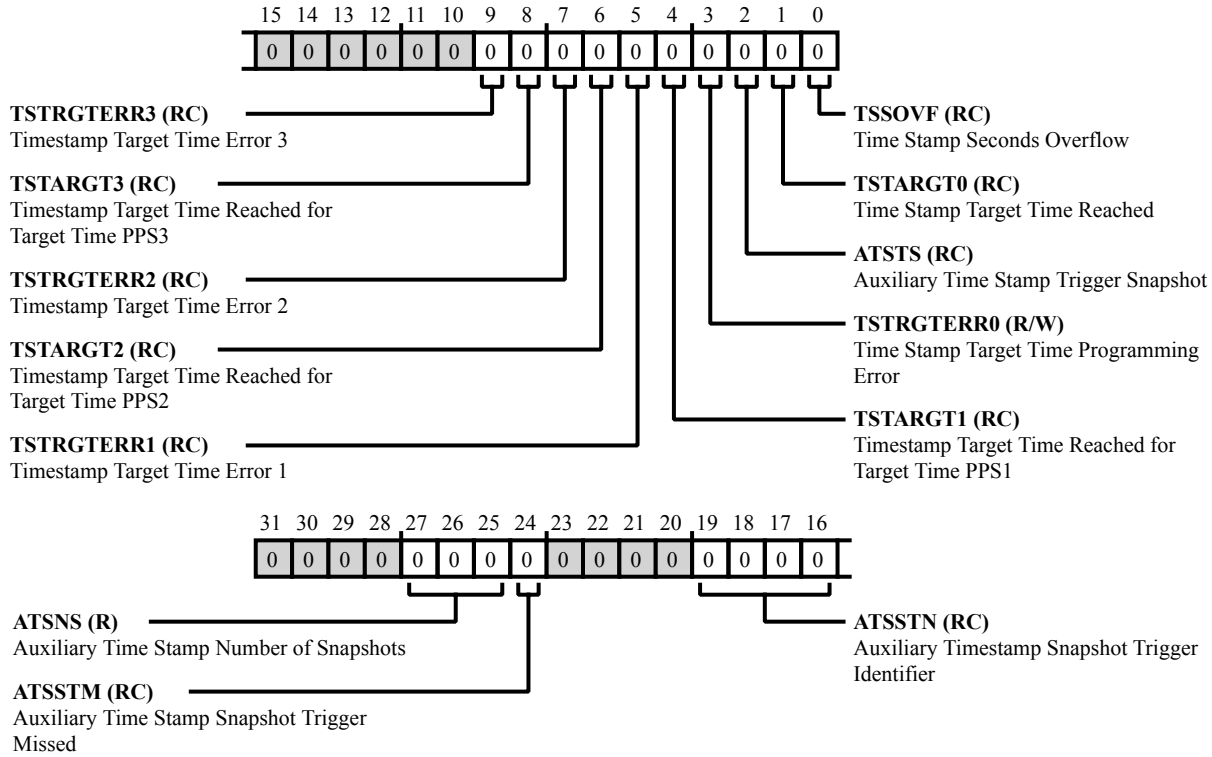 15 14 13 12 11 10 9 8 7 6 5 4 3 2 1 0
0 0 0 0 0 0 0 0 0 0 0 0 0 0 0 0
TSTRGTERR3 (RC)
Timestamp Target Time Error 3
TSTARGT3 (RC)
Timestamp Target Time Reached for
Target Time PPS3
TSTRGTERR2 (RC)
Timestamp Target Time Error 2
TSTARGT2 (RC)
Timestamp Target Time Reached for
Target Time PPS2
TSTRGTERR1 (RC)
Timestamp Target Time Error 1
TSSOVF (RC)
Time Stamp Seconds Overflow
TSTARGT0 (RC)
Time Stamp Target Time Reached
ATSTS (RC)
Auxiliary Time Stamp Trigger Snapshot
TSTRGTERR0 (R/W)
Time Stamp Target Time Programming
Error
TSTARGT1 (RC)
Timestamp Target Time Reached for
Target Time PPS1
31 30 29 28 27 26 25 24 23 22 21 20 19 18 17 16
0 0 0 0 0 0 0 0 0 0 0 0 0 0 0 0
ATSNS (R)
Auxiliary Time Stamp Number of Snapshots
ATSSTM (RC)
Auxiliary Time Stamp Snapshot Trigger
Missed
ATSSTN (RC)
Auxiliary Timestamp Snapshot Trigger
Identifier